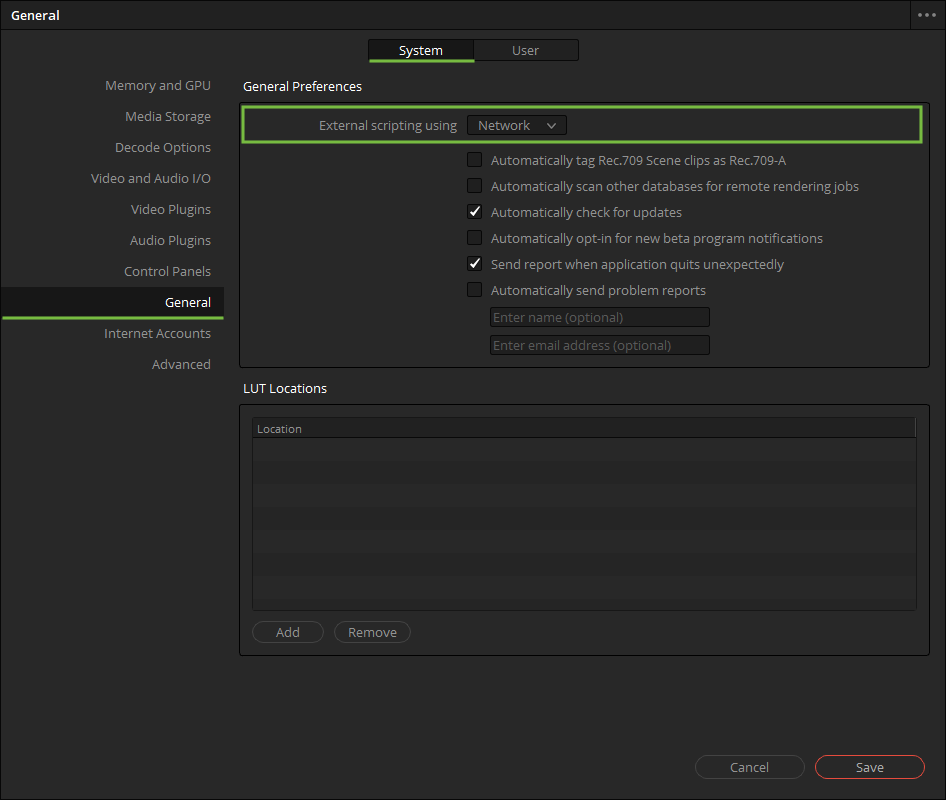 General
System
User
Memory and GPU
Media Storage
Decode Options
Video and Audio I/O
Video Plugins
Audio Plugins
Control Panels
General
Internet Accounts
Advanced
General Preferences
External scripting using
Network
Automatically tag Rec.709 Scene clips as Rec.709-A
Automatically scan other databases for remote rendering jobs
Automatically check for updates
Automatically opt-in for new beta program notifications
Send report when application quits unexpectedly
Automatically send problem reports
Enter name (optional)
Enter email address (optional)
LUT Locations
Location
Add
Remove
Cancel
Save